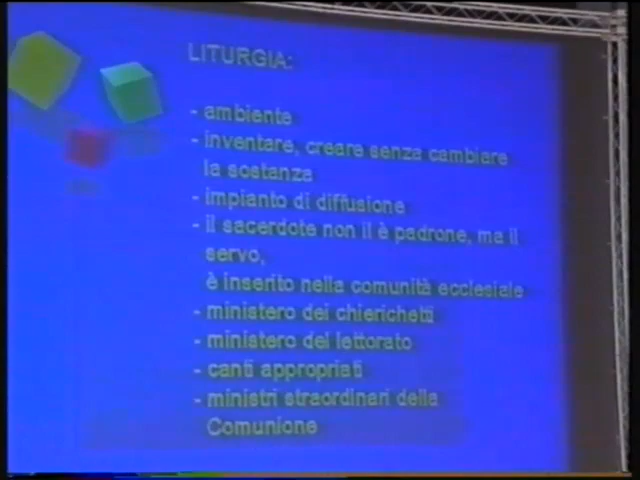 LITURGIA:
- ambiente
- inventare, creare senza cambiare
la sostanza
- impianto di diffusione
- il sacerdote non il è padrone, ma il
servo,
è inserito nella comunità ecclesiale
- ministero dei chierichetti
- ministero del lettorato
- canti appropriati
- ministri straordinari della
Comunione